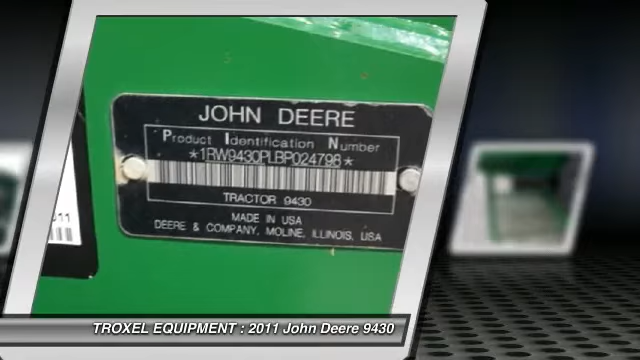 JOHN DEERE
Product Identification Number
*1RW9430PLBP024798*
TRACTOR 9430
MADE IN USA
DEERE & COMPANY, MOLINE, ILLINOIS, USA
011
TROXEL EQUIPMENT : 2011 John Deere 9430